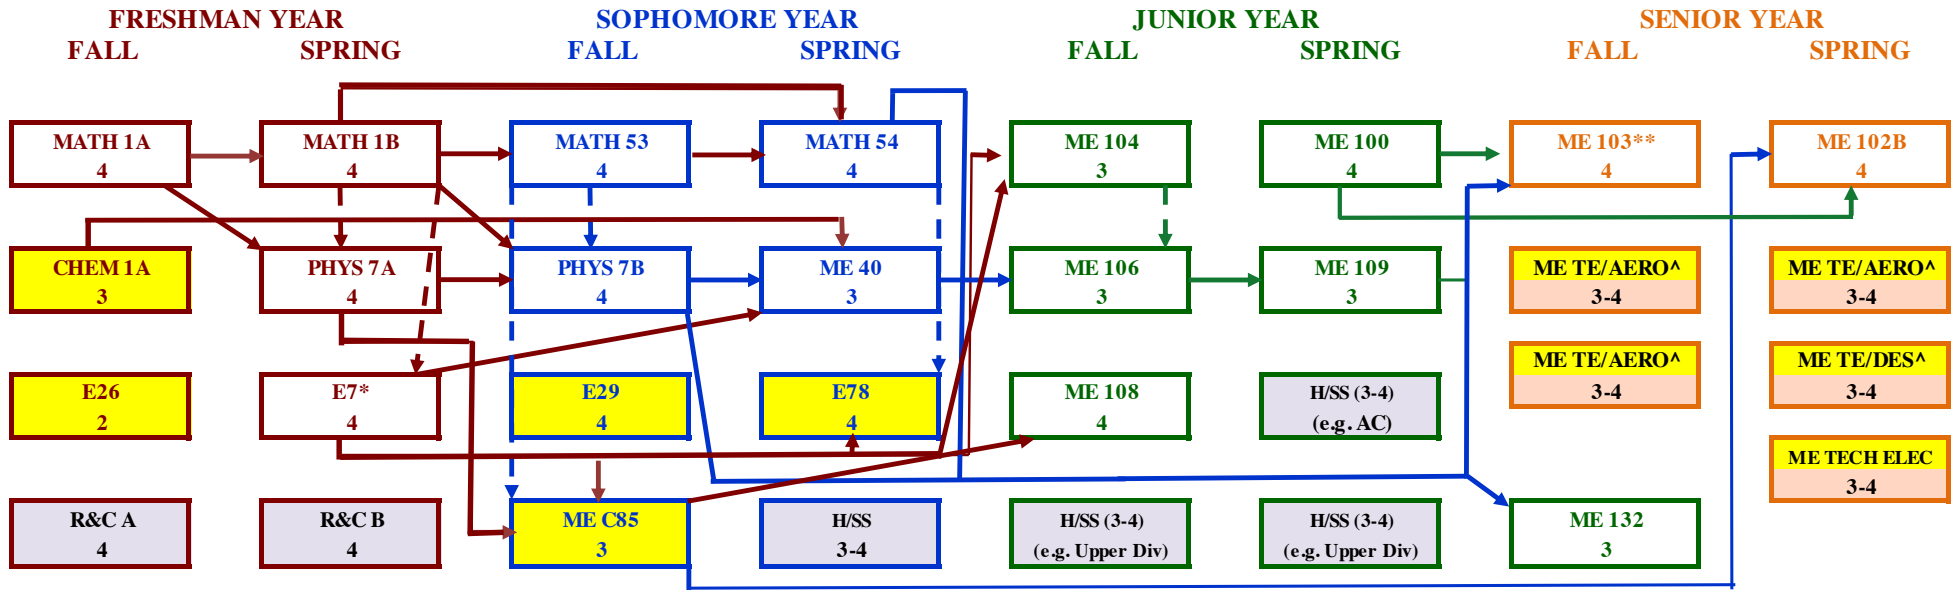 FRESHMAN YEAR
SOPHOMORE YEAR
JUNIOR YEAR
SENIOR YEAR
FALL
SPRING
FALL
SPRING
FALL
SPRING
FALL
SPRING
MATH 1A
4
MATH 1B
4
MATH 53
4
MATH 54
4
ME 104
3
ME 100
4
ME 103**
4
ME 102B
4
CHEM 1A
3
PHYS 7A
4
PHYS 7B
4
ME 40
3
ME 106
3
ME 109
3
ME TE/AERO^
3-4
ME TE/AERO^
3-4
E26
2
E7*
4
E29
4
E78
4
ME 108
4
H/SS (3-4)
(e.g. AC)
ME TE/AERO^
3-4
ME TE/DES^
3-4
ME TECH ELEC
3-4
R&C A
4
R&C B
4
ME C85
3
H/SS
3-4
H/SS (3-4)
(e.g. Upper Div)
H/SS (3-4)
(e.g. Upper Div)
ME 132
3